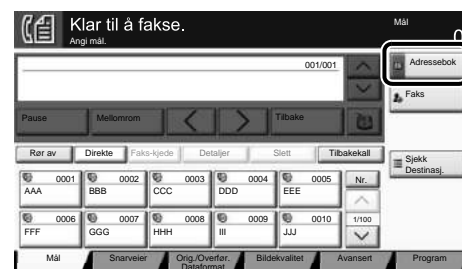 Klar til å fakse.
Angi mål.
Mål
0
001/001
Adressebok
Faks
Pause
Mellomrom
Tilbake
Rør av
Direkte
Faks-kjede
Detaljer
Slett
Tilbakekall
Sjekk
Destinasj.
0001
AAA
0002
BBB
0003
CCC
0004
DDD
0005
EEE
Nr.
0006
FFF
0007
GGG
0008
HHH
0009
III
0010
JJJ
1/100
Mål
Snarveier
Orig./Overfør.
Dataformat
Bildekvalitet
Avansert
Program